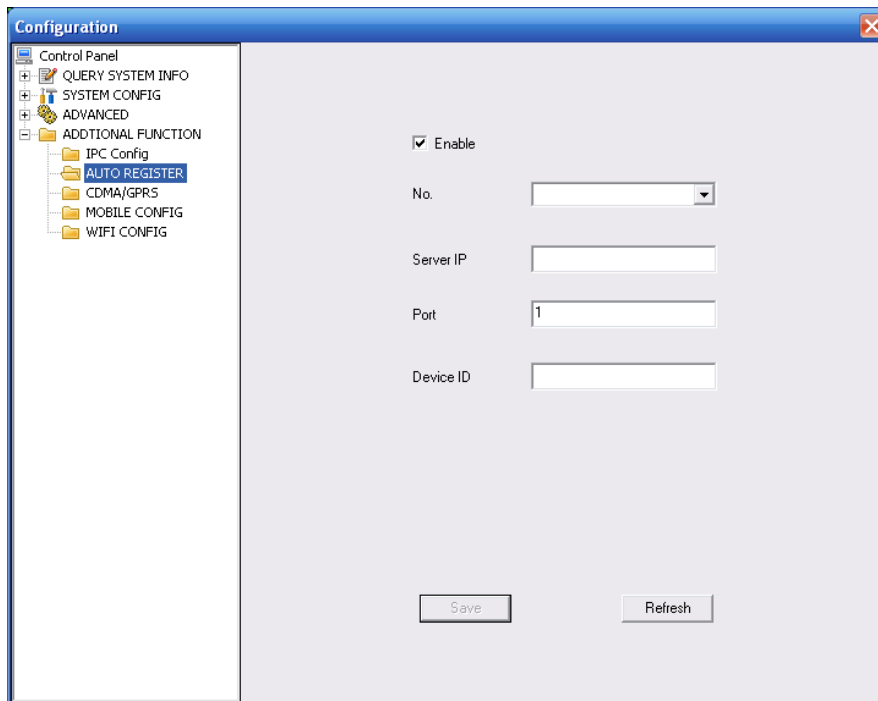 Configuration
Control Panel
QUERY SYSTEM INFO
SYSTEM CONFIG
ADVANCED
ADDTIONAL FUNCTION
IPC Config
AUTO REGISTER
CDMA/GPRS
MOBILE CONFIG
WIFI CONFIG
Enable
No.
Server IP
Port 1
Device ID
Save Refresh